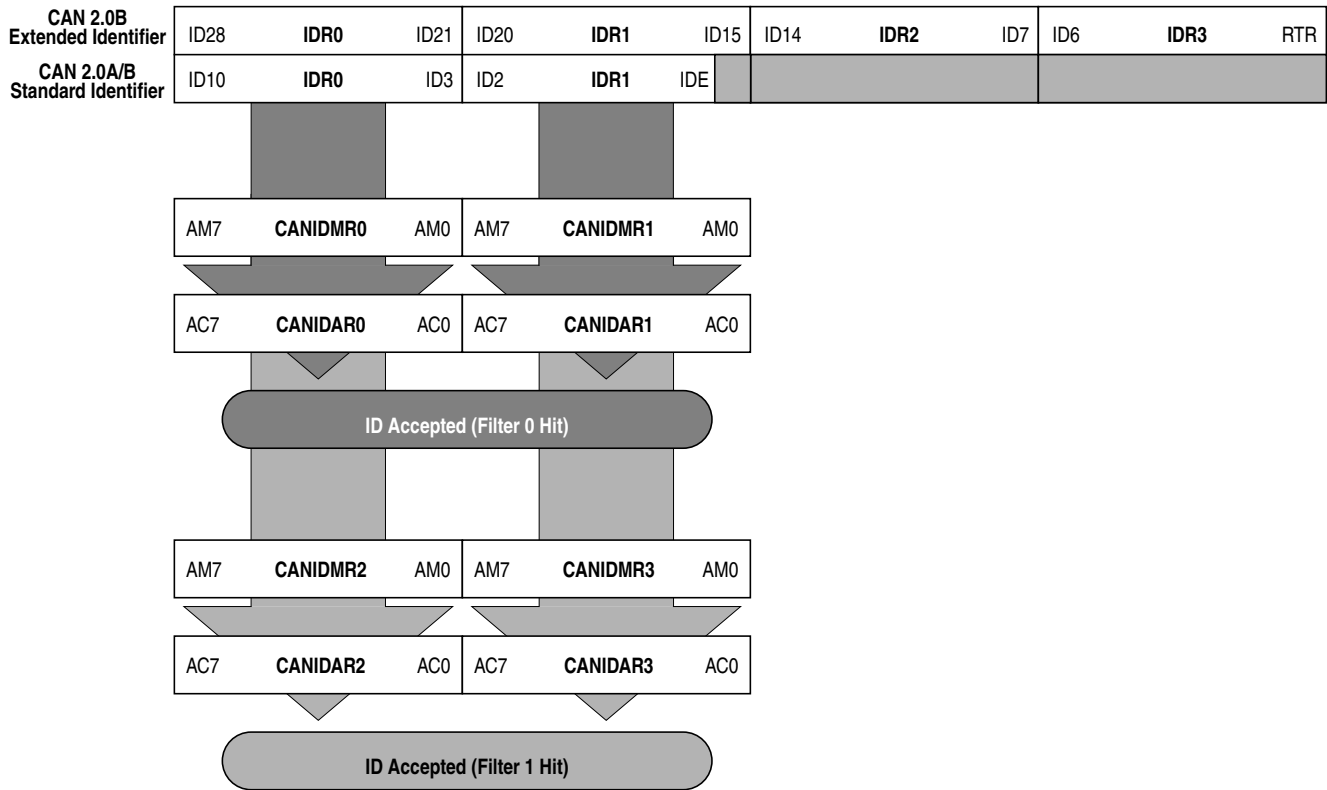 CAN 2.0B
Extended Identifier
ID28 IDR0 ID21 ID20 IDR1 ID15 ID14 IDR2 ID7 ID6 IDR3 RTR
CAN 2.0A/B
Standard Identifier
ID10 IDR0 ID3 ID2 IDR1 IDE
AM7 CANIDMR0 AM0 AM7 CANIDMR1 AM0
AC7 CANIDAR0 AC0 AC7 CANIDAR1 AC0
ID Accepted (Filter 0 Hit)
AM7 CANIDMR2 AM0 AM7 CANIDMR3 AM0
AC7 CANIDAR2 AC0 AC7 CANIDAR3 AC0
ID Accepted (Filter 1 Hit)